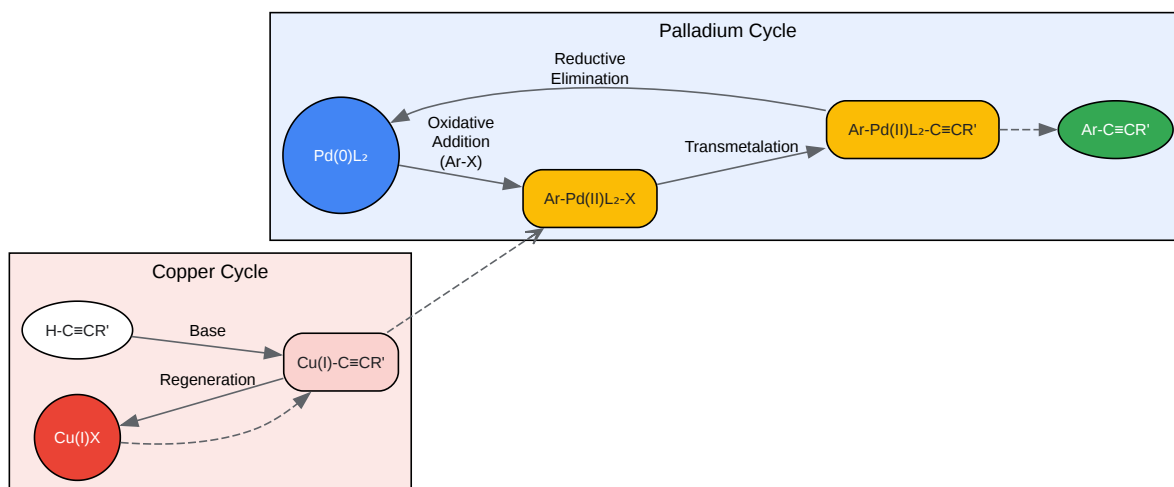 Palladium Cycle
Reductive
Elimination
Pd(0)L₂
Oxidative
Addition
(Ar-X)
Ar-Pd(II)L₂-X
Transmetalation
Ar-Pd(II)L₂-C≡CR'
Ar-C≡CR'
Copper Cycle
H-C≡CR'
Base
Cu(I)-C≡CR'
Regeneration
Cu(I)X